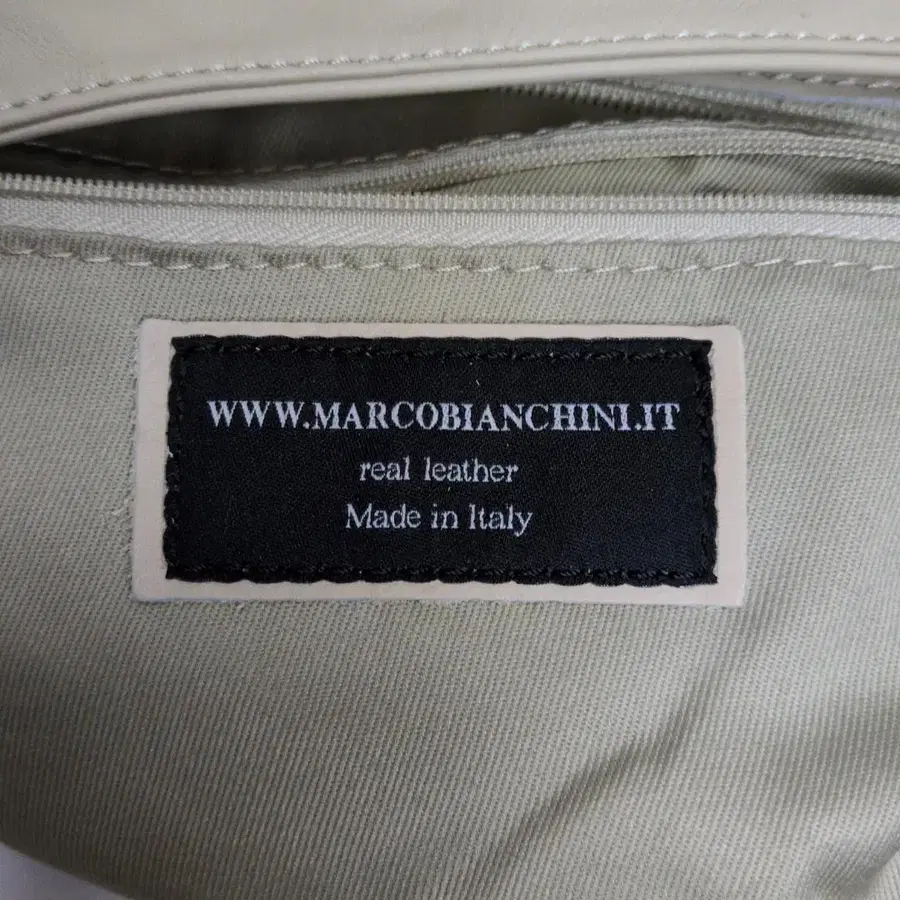 WWW.MARCOBIANCHINI.IT
real leather
Made in Italy